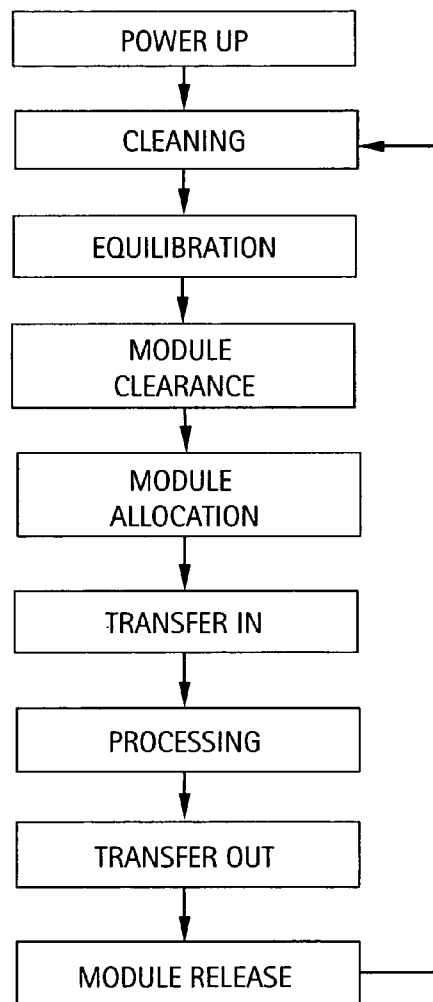 POWER UP
CLEANING
EQUILIBRATION
MODULE
CLEARANCE
MODULE
ALLOCATION
TRANSFER IN
PROCESSING
TRANSFER OUT
MODULE RELEASE